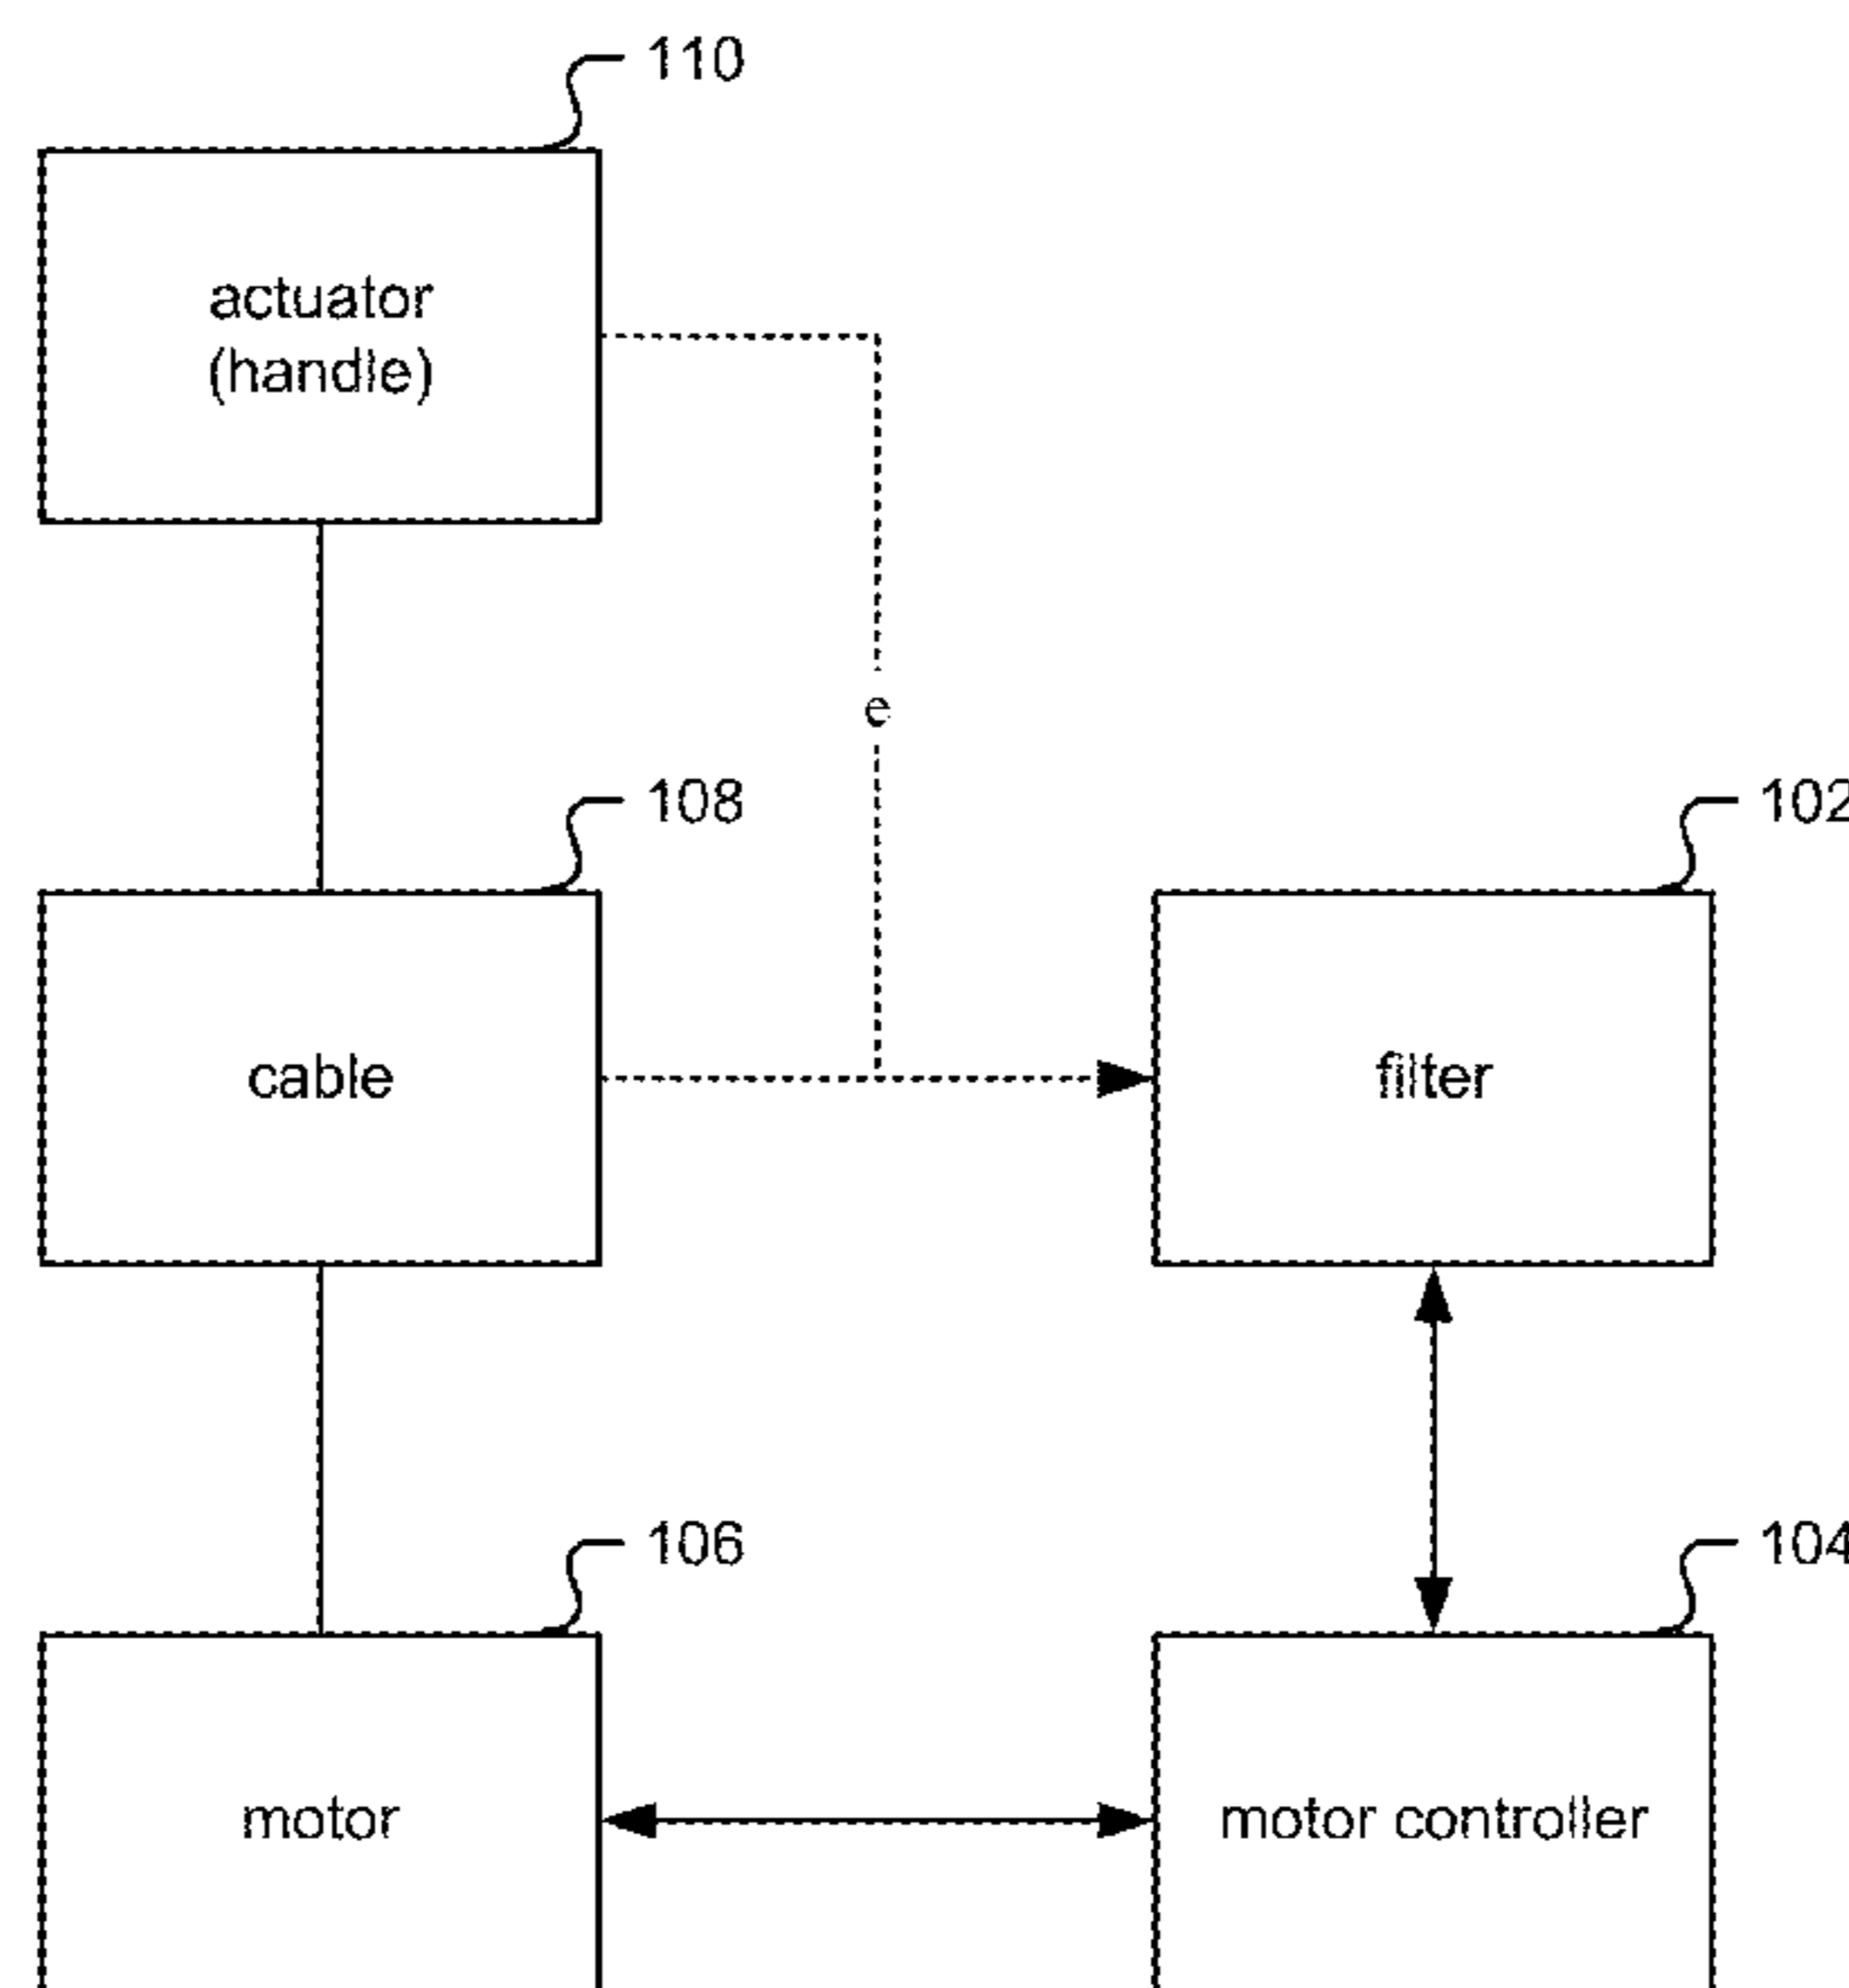 110
actuator
(handle)
e
108
102
cable
filter
106
104
motor
motor controller